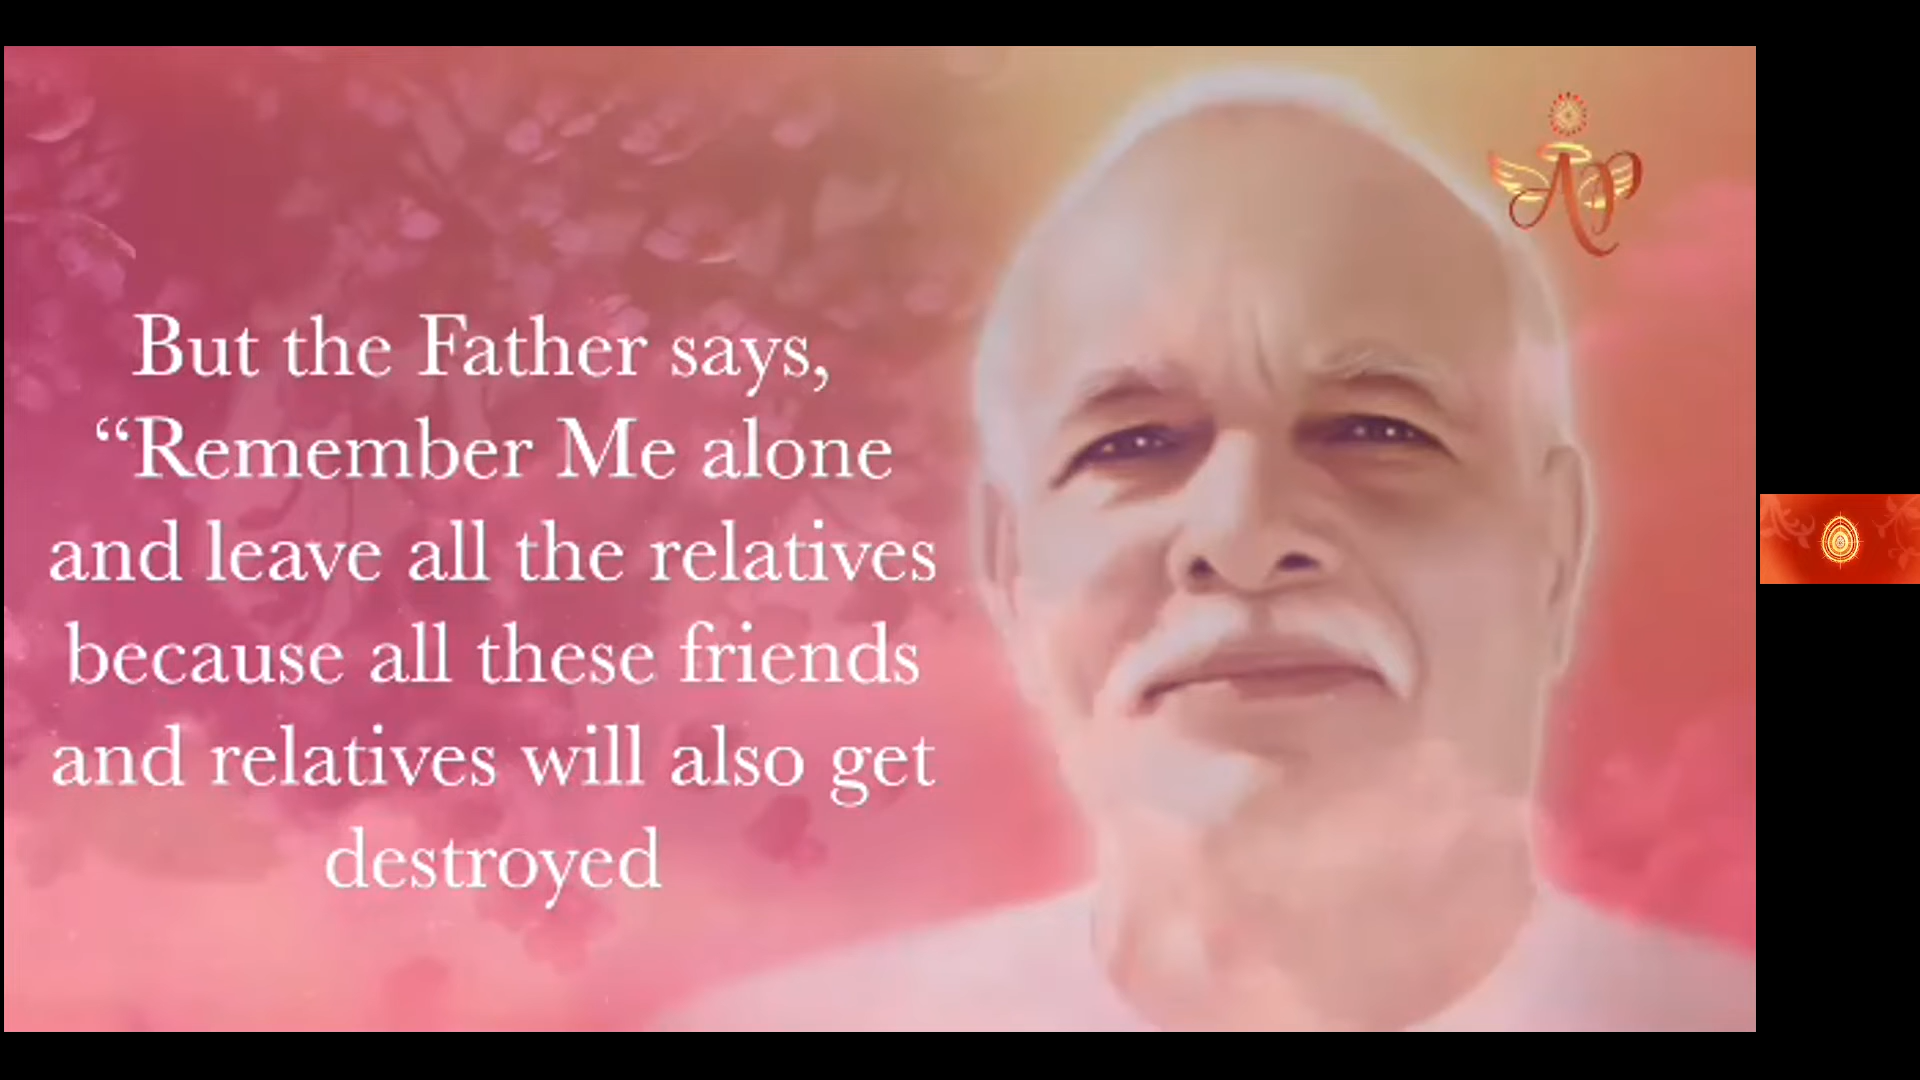 But the Father says,
“Remember Me alone
and leave all the relatives
because all these friends
and relatives will also get
destroyed